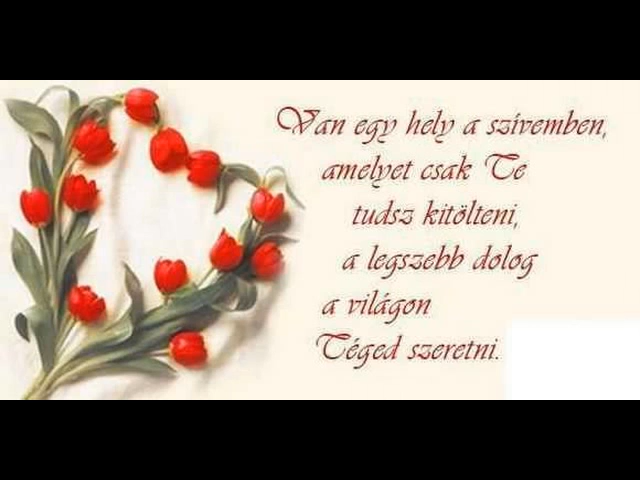 Van egy hely a szívemben,
amelyet csak Te
tudsz kitölteni,
a legszebb dolog
a világon
Téged szeretni.